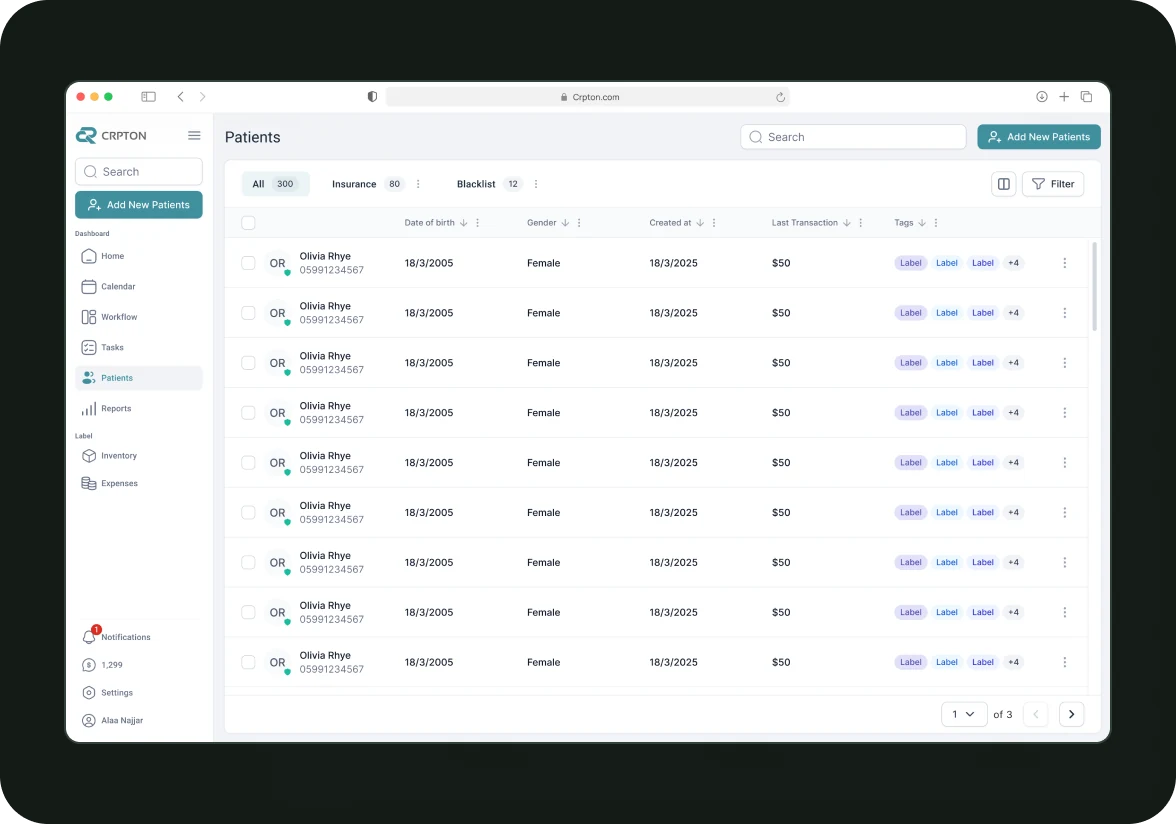 Crpton.com
CRPTON
Search
Add New Patients
Dashboard
Home
Calendar
Workflow
Tasks
Patients
Reports
Label
Inventory
Expenses
1
Notifications
$ 1,299
Settings
Alaa Najjar
Patients
Search
Add New Patients
All 300 Insurance 80 Blacklist 12
Filter
Date of birth Gender Created at Last Transaction Tags
OR Olivia Rhye 18/3/2005 Female 18/3/2025 $50 Label Label Label +4
05991234567
OR Olivia Rhye 18/3/2005 Female 18/3/2025 $50 Label Label Label +4
05991234567
OR Olivia Rhye 18/3/2005 Female 18/3/2025 $50 Label Label Label +4
05991234567
OR Olivia Rhye 18/3/2005 Female 18/3/2025 $50 Label Label Label +4
05991234567
OR Olivia Rhye 18/3/2005 Female 18/3/2025 $50 Label Label Label +4
05991234567
OR Olivia Rhye 18/3/2005 Female 18/3/2025 $50 Label Label Label +4
05991234567
OR Olivia Rhye 18/3/2005 Female 18/3/2025 $50 Label Label Label +4
05991234567
OR Olivia Rhye 18/3/2005 Female 18/3/2025 $50 Label Label Label +4
05991234567
OR Olivia Rhye 18/3/2005 Female 18/3/2025 $50 Label Label Label +4
05991234567
1 of 3